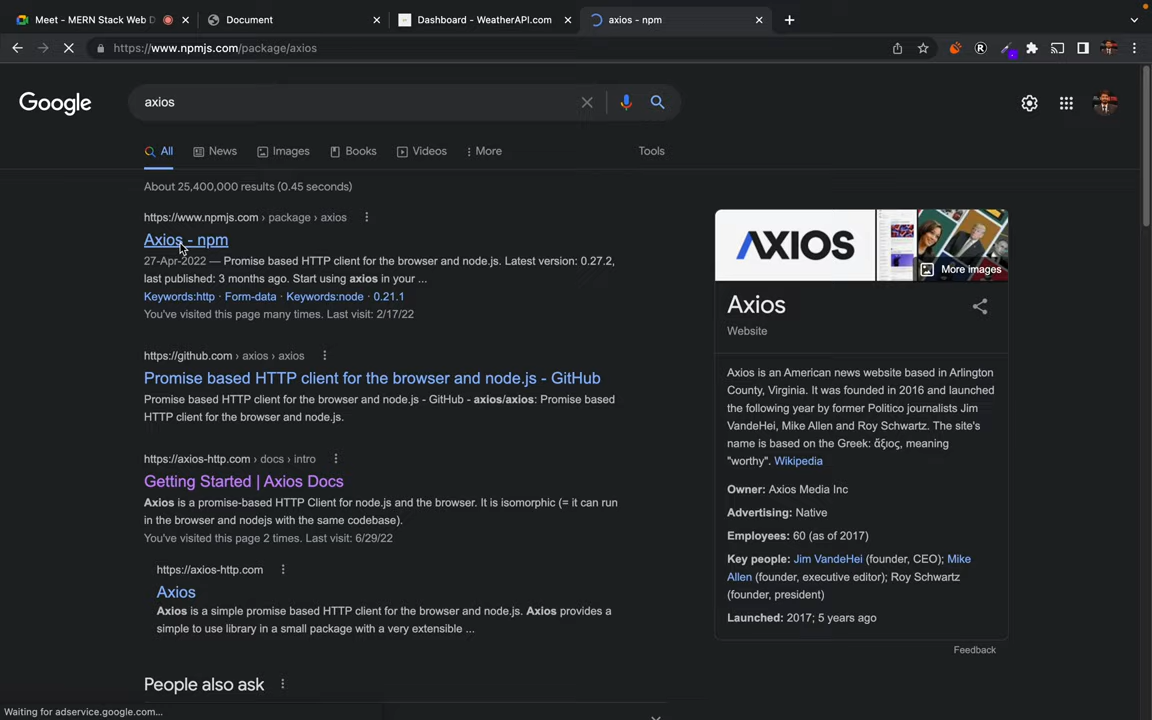 Meet - MERN Stack Web D
Document
Dashboard - WeatherAPI.com
axios - npm
https://www.npmjs.com/package/axios
Google
axios
All
News
Images
Books
Videos
More
Tools
About 25,400,000 results (0.45 seconds)
https://www.npmjs.com › package › axios
Axios - npm
27-Apr-2022 — Promise based HTTP client for the browser and node.js. Latest version: 0.27.2,
last published: 3 months ago. Start using axios in your ...
Keywords:http · Form-data · Keywords:node · 0.21.1
You've visited this page many times. Last visit: 2/17/22
https://github.com › axios › axios
Promise based HTTP client for the browser and node.js - GitHub
Promise based HTTP client for the browser and node.js - GitHub - axios/axios: Promise based
HTTP client for the browser and node.js.
https://axios-http.com › docs › intro
Getting Started | Axios Docs
Axios is a promise-based HTTP Client for node.js and the browser. It is isomorphic (= it can run
in the browser and nodejs with the same codebase).
You've visited this page 2 times. Last visit: 6/29/22
https://axios-http.com
Axios
Axios is a simple promise based HTTP client for the browser and node.js. Axios provides a
simple to use library in a small package with a very extensible ...
People also ask
AXIOS
More images
Axios
Website
Axios is an American news website based in Arlington
County, Virginia. It was founded in 2016 and launched
the following year by former Politico journalists Jim
VandeHei, Mike Allen and Roy Schwartz. The site's
name is based on the Greek: ἄξιος, meaning
"worthy". Wikipedia
Owner: Axios Media Inc
Advertising: Native
Employees: 60 (as of 2017)
Key people: Jim VandeHei (founder, CEO); Mike
Allen (founder, executive editor); Roy Schwartz
(founder, president)
Launched: 2017; 5 years ago
Feedback
Waiting for adservice.google.com...